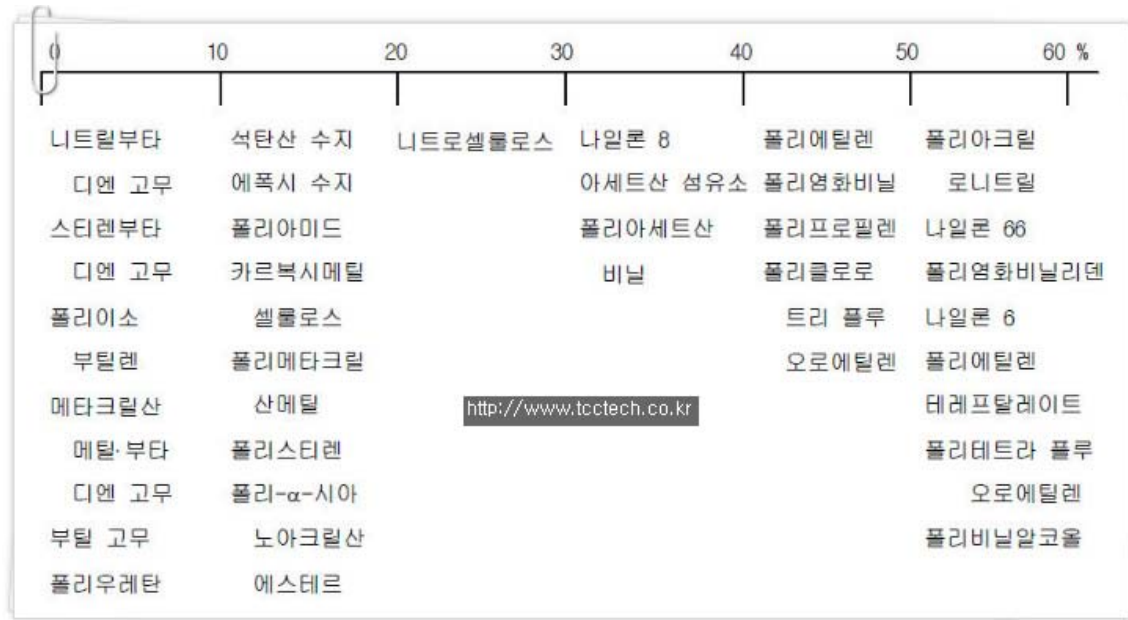 0 10 20 30 40 50 60 %
니트릴부타 석탄산 수지 니트로셀룰로스 나일론 8 폴리에틸렌 폴리아크릴
디엔 고무 에폭시 수지 아세트산 섬유소 폴리염화비닐 로니트릴
스티렌부타 폴리아미드 폴리아세트산 폴리프로필렌 나일론 66
디엔 고무 카르복시메틸 비닐 폴리클로로 폴리염화비닐리덴
폴리이소 셀룰로스 트리 플루 나일론 6
부틸렌 폴리메타크릴 오로에틸렌 폴리에틸렌
메타크릴산 산메틸 http://www.tcctech.co.kr 테레프탈레이트
메틸·부타 폴리스티렌 폴리테트라 플루
디엔 고무 폴리-α-시아 오로에틸렌
부틸 고무 노아크릴산 폴리비닐알코올
폴리우레탄 에스테르